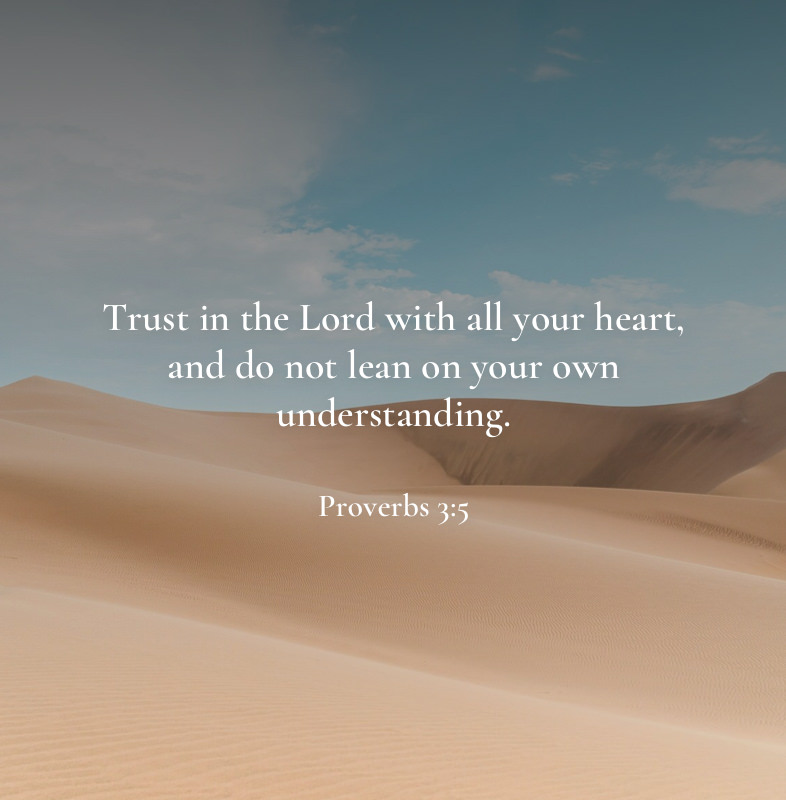 Trust in the Lord with all your heart,
and do not lean on your own
understanding.
Proverbs 3:5